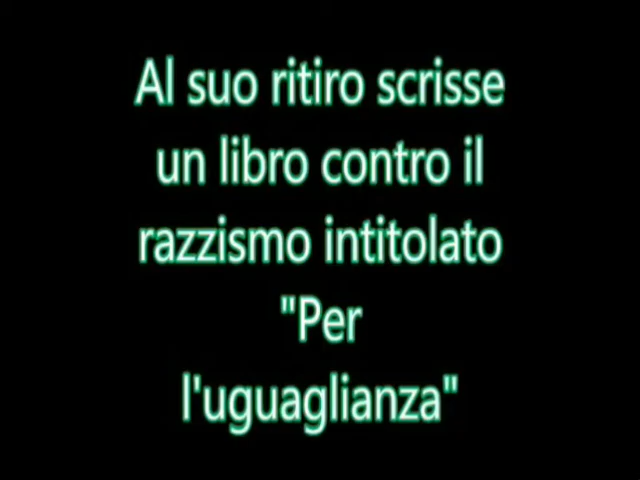 Al suo ritiro scrisse
un libro contro il
razzismo intitolato
"Per
l'uguaglianza"